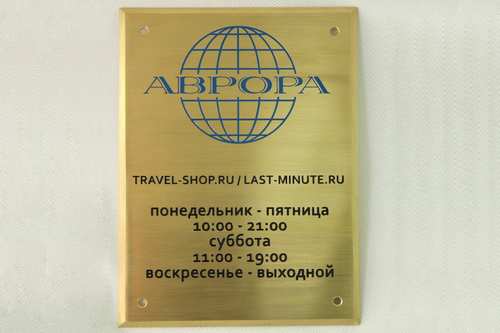 АВРОРА
TRAVEL-SHOP.RU / LAST-MINUTE.RU
понедельник - пятница
10:00 - 21:00
суббота
11:00 - 19:00
воскресенье - выходной